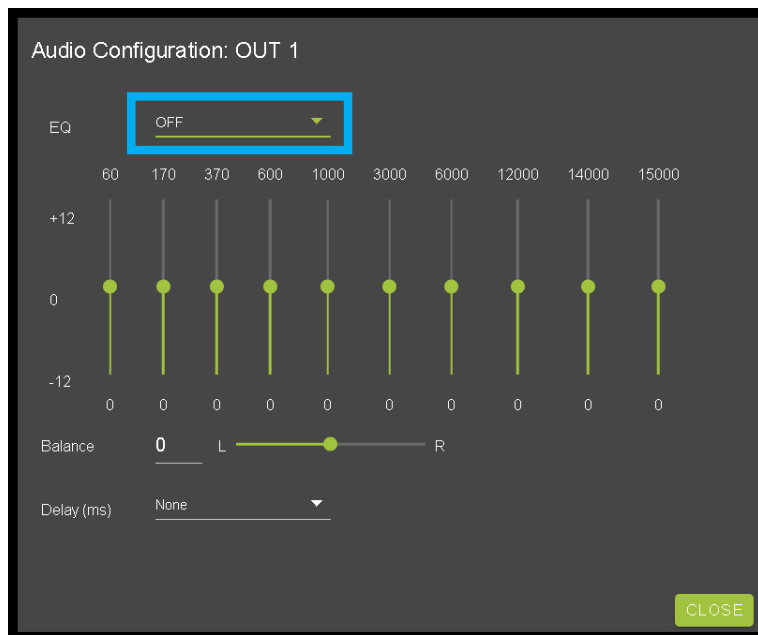 Audio Configuration: OUT 1
EQ OFF
60 170 370 600 1000 3000 6000 12000 14000 15000
+12
0
-12
0 0 0 0 0 0 0 0 0 0
Balance 0 L R
Delay (ms) None
CLOSE